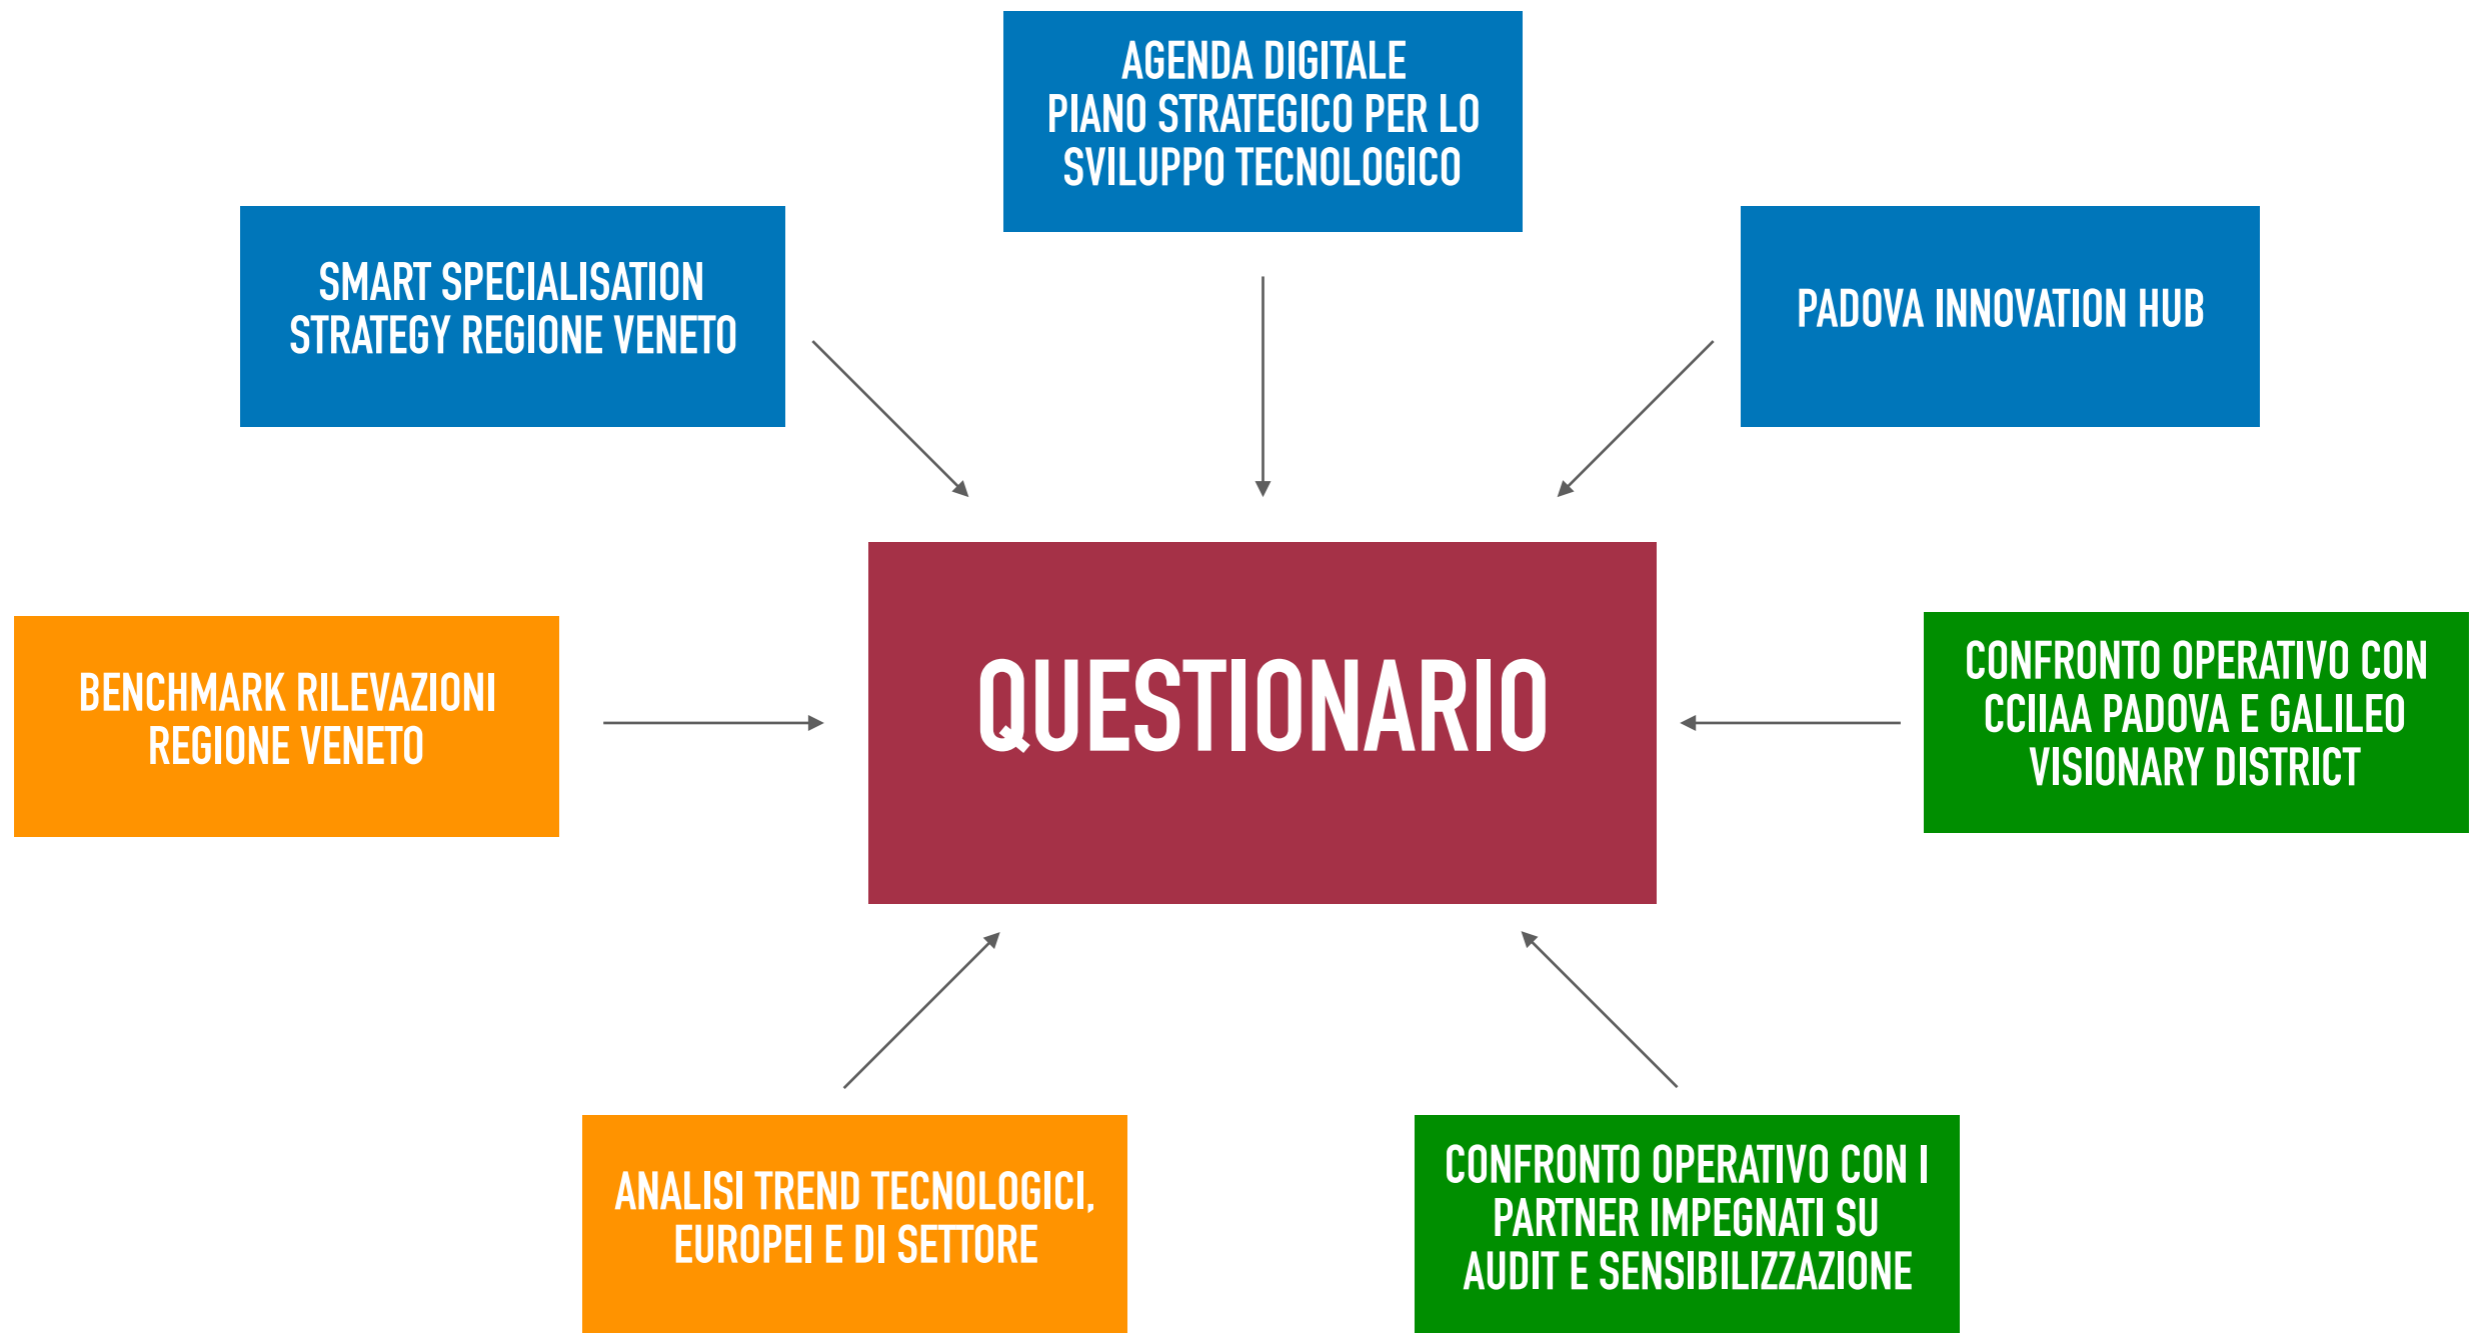 AGENDA DIGITALE
PIANO STRATEGICO PER LO
SVILUPPO TECNOLOGICO
SMART SPECIALISATION
STRATEGY REGIONE VENETO
PADOVA INNOVATION HUB
BENCHMARK RILEVAZIONI
REGIONE VENETO
QUESTIONARIO
CONFRONTO OPERATIVO CON
CCIIAA PADOVA E GALILEO
VISIONARY DISTRICT
ANALISI TREND TECNOLOGICI,
EUROPEI E DI SETTORE
CONFRONTO OPERATIVO CON I
PARTNER IMPEGNATI SU
AUDIT E SENSIBILIZZAZIONE